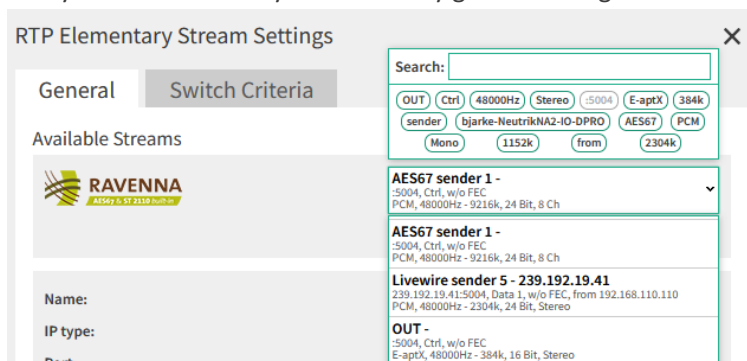 RTP Elementary Stream Settings
General
Switch Criteria
Search:
OUT Ctrl 48000Hz Stereo :5004 E-aptX 384k
sender bjarke-NeutrikNA2-IO-DPRO AES67 PCM
Mono 1152k from 2304k
Available Streams
RAVENNA
AES67 & ST 2110 built-in
AES67 sender 1 -
:5004, Ctrl, w/o FEC
PCM, 48000Hz - 9216k, 24 Bit, 8 Ch
AES67 sender 1 -
:5004, Ctrl, w/o FEC
PCM, 48000Hz - 9216k, 24 Bit, 8 Ch
Livewire sender 5 - 239.192.19.41
239.192.19.41:5004, Data 1, w/o FEC, from 192.168.110.110
PCM, 48000Hz - 2304k, 24 Bit, Stereo
OUT -
:5004, Ctrl, w/o FEC
E-aptX, 48000Hz - 384k, 16 Bit, Stereo
Name:
IP type: